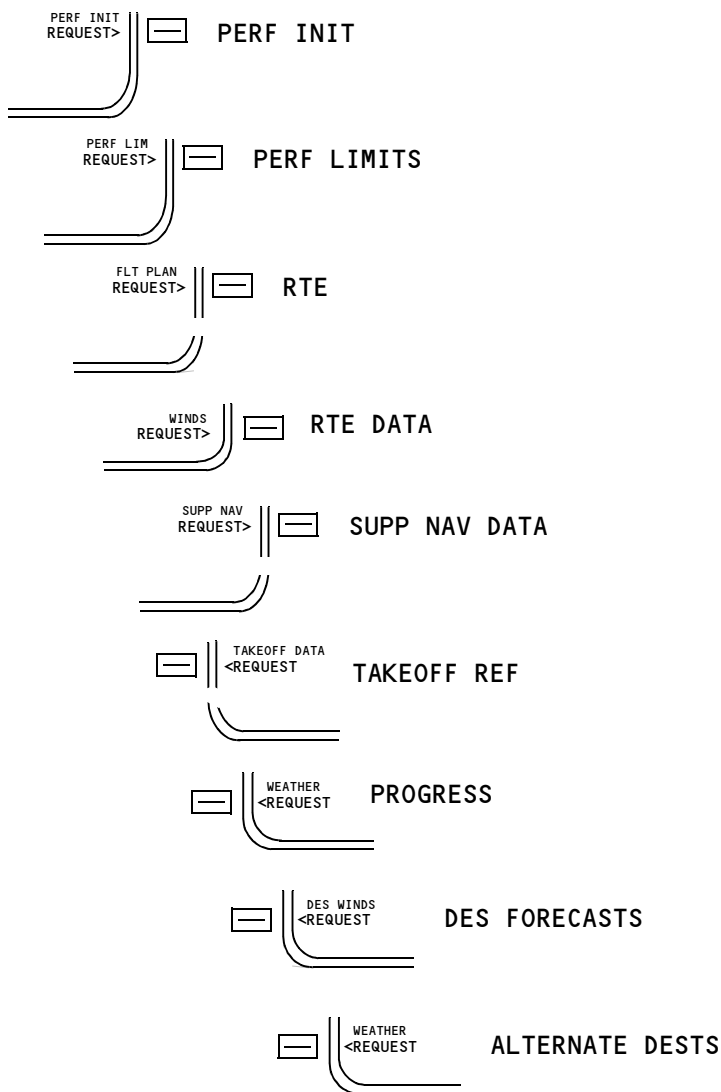 PERF INIT
REQUEST>
PERF INIT
PERF LIM
REQUEST>
PERF LIMITS
FLT PLAN
REQUEST>
RTE
WINDS
REQUEST>
RTE DATA
SUPP NAV
REQUEST>
SUPP NAV DATA
TAKEOFF DATA
<REQUEST
TAKEOFF REF
WEATHER
<REQUEST
PROGRESS
DES WINDS
<REQUEST
DES FORECASTS
WEATHER
<REQUEST
ALTERNATE DESTS